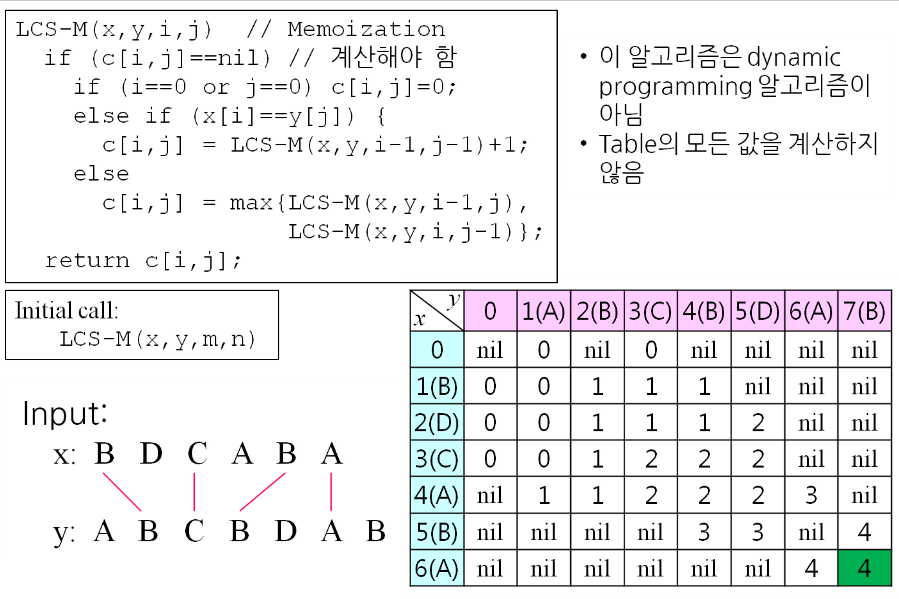 LCS-M(x,y,i,j)  // Memoization
if (c[i,j]==nil) // 계산해야 함
if (i==0 or j==0) c[i,j]=0;
else if (x[i]==y[j]) {
c[i,j] = LCS-M(x,y,i-1,j-1)+1;
else
c[i,j] = max{LCS-M(x,y,i-1,j),
LCS-M(x,y,i,j-1)};
return c[i,j];
• 이 알고리즘은 dynamic
programming 알고리즘이
아님
• Table의 모든 값을 계산하지
않음
Initial call:
LCS-M(x,y,m,n)
Input:
x: B D C A B A
y: A B C B D A B
x y 0 1(A) 2(B) 3(C) 4(B) 5(D) 6(A) 7(B)
0 nil 0 nil 0 nil nil nil nil
1(B) 0 0 1 1 1 nil nil nil
2(D) 0 0 1 1 1 2 nil nil
3(C) 0 0 1 2 2 2 nil nil
4(A) nil 1 1 2 2 2 3 nil
5(B) nil nil nil nil 3 3 nil 4
6(A) nil nil nil nil nil nil 4 4